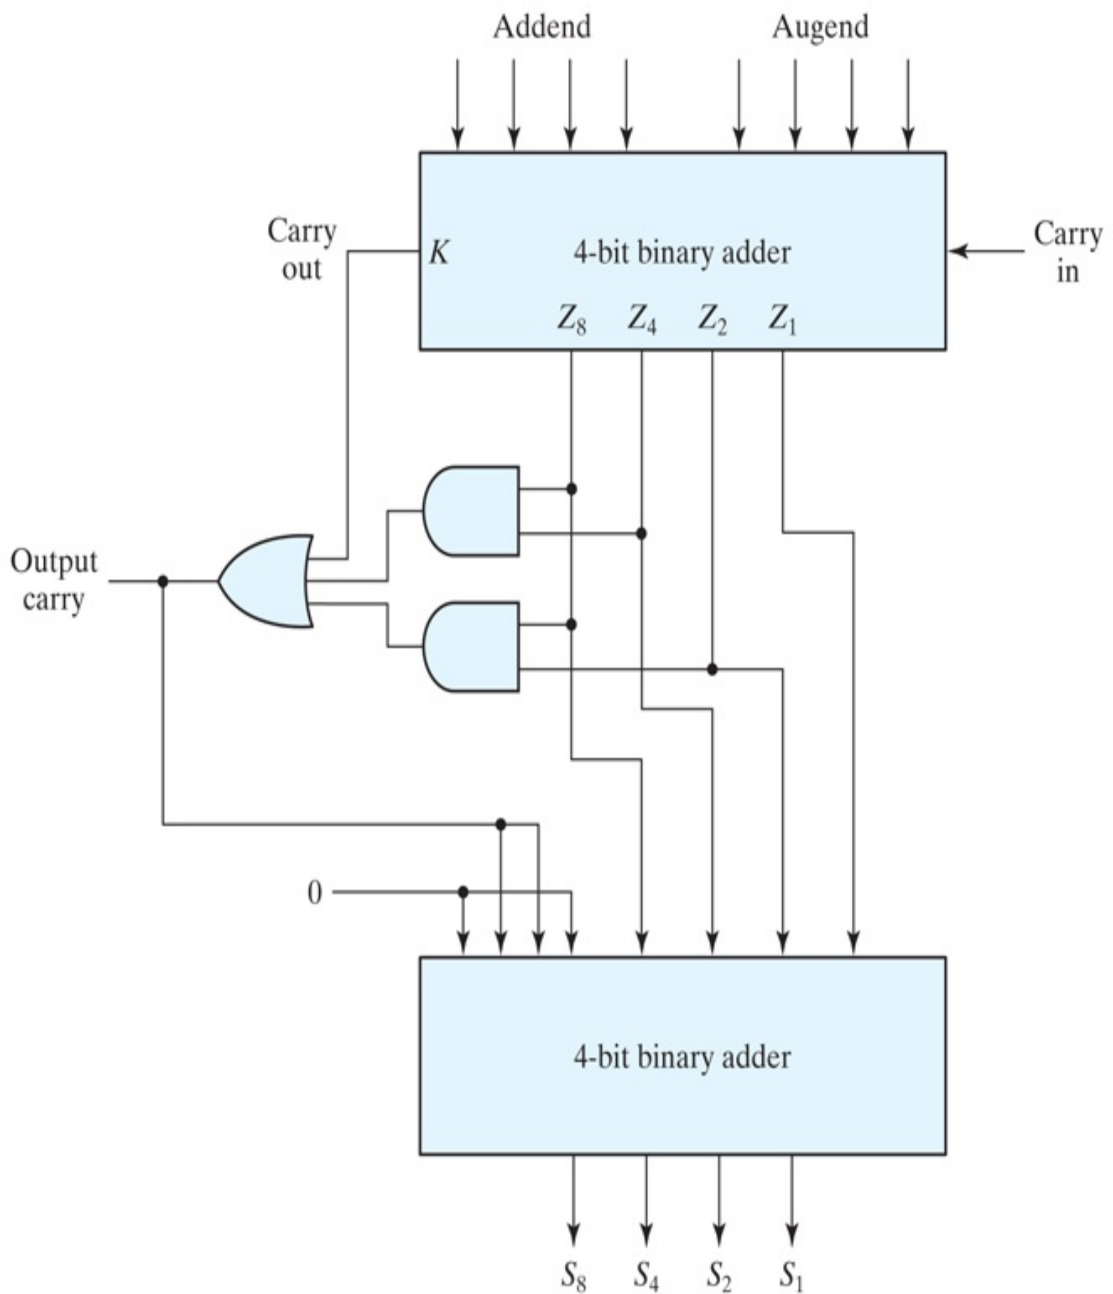 Addend Augend
Carry
out
K
4-bit binary adder
Carry
in
Z8 Z4 Z2 Z1
Output
carry
0
4-bit binary adder
S8 S4 S2 S1